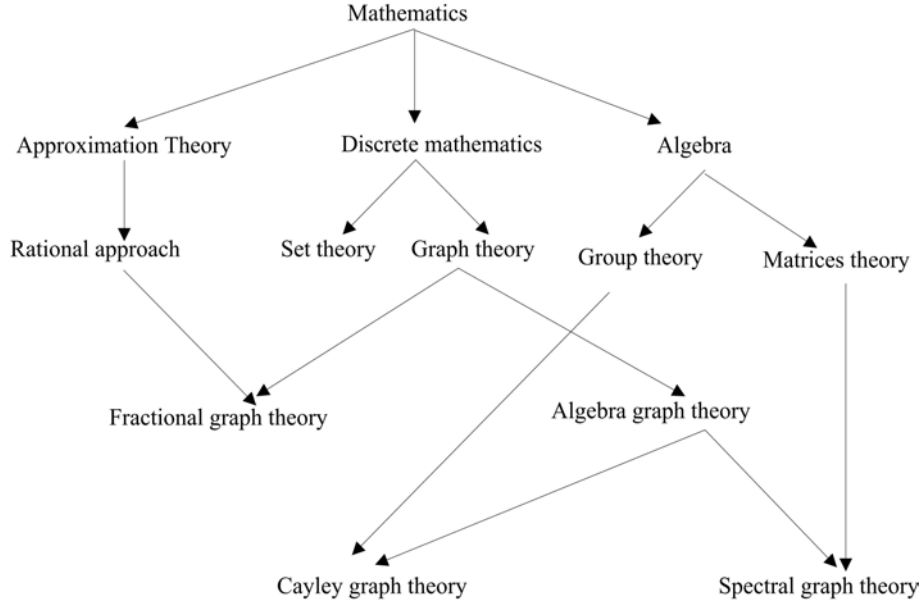 Mathematics
Approximation Theory
Discrete mathematics
Algebra
Rational approach
Set theory
Graph theory
Group theory
Matrices theory
Fractional graph theory
Algebra graph theory
Cayley graph theory
Spectral graph theory